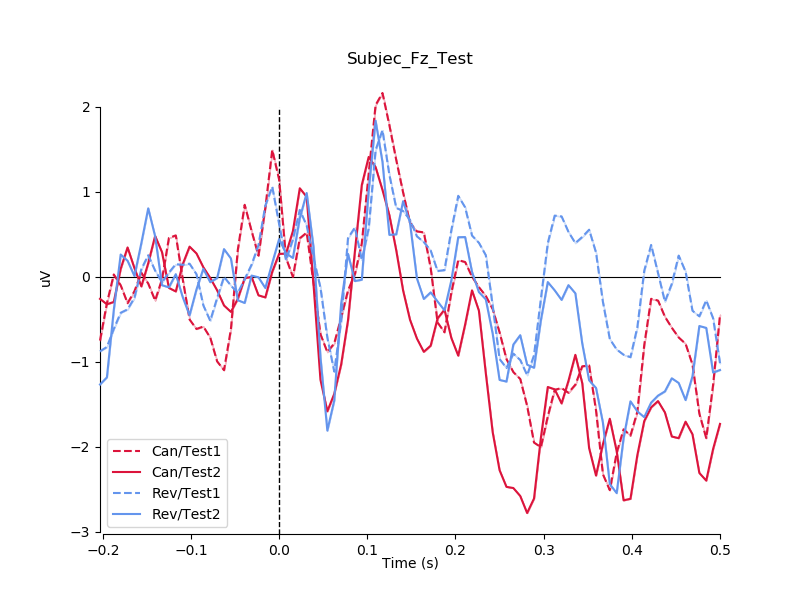 Subjec_Fz_Test
uV
2
1
0
−1
−2
−3
Can/Test1
Can/Test2
Rev/Test1
Rev/Test2
−0.2 −0.1 0.0 0.1 0.2 0.3 0.4 0.5
Time (s)